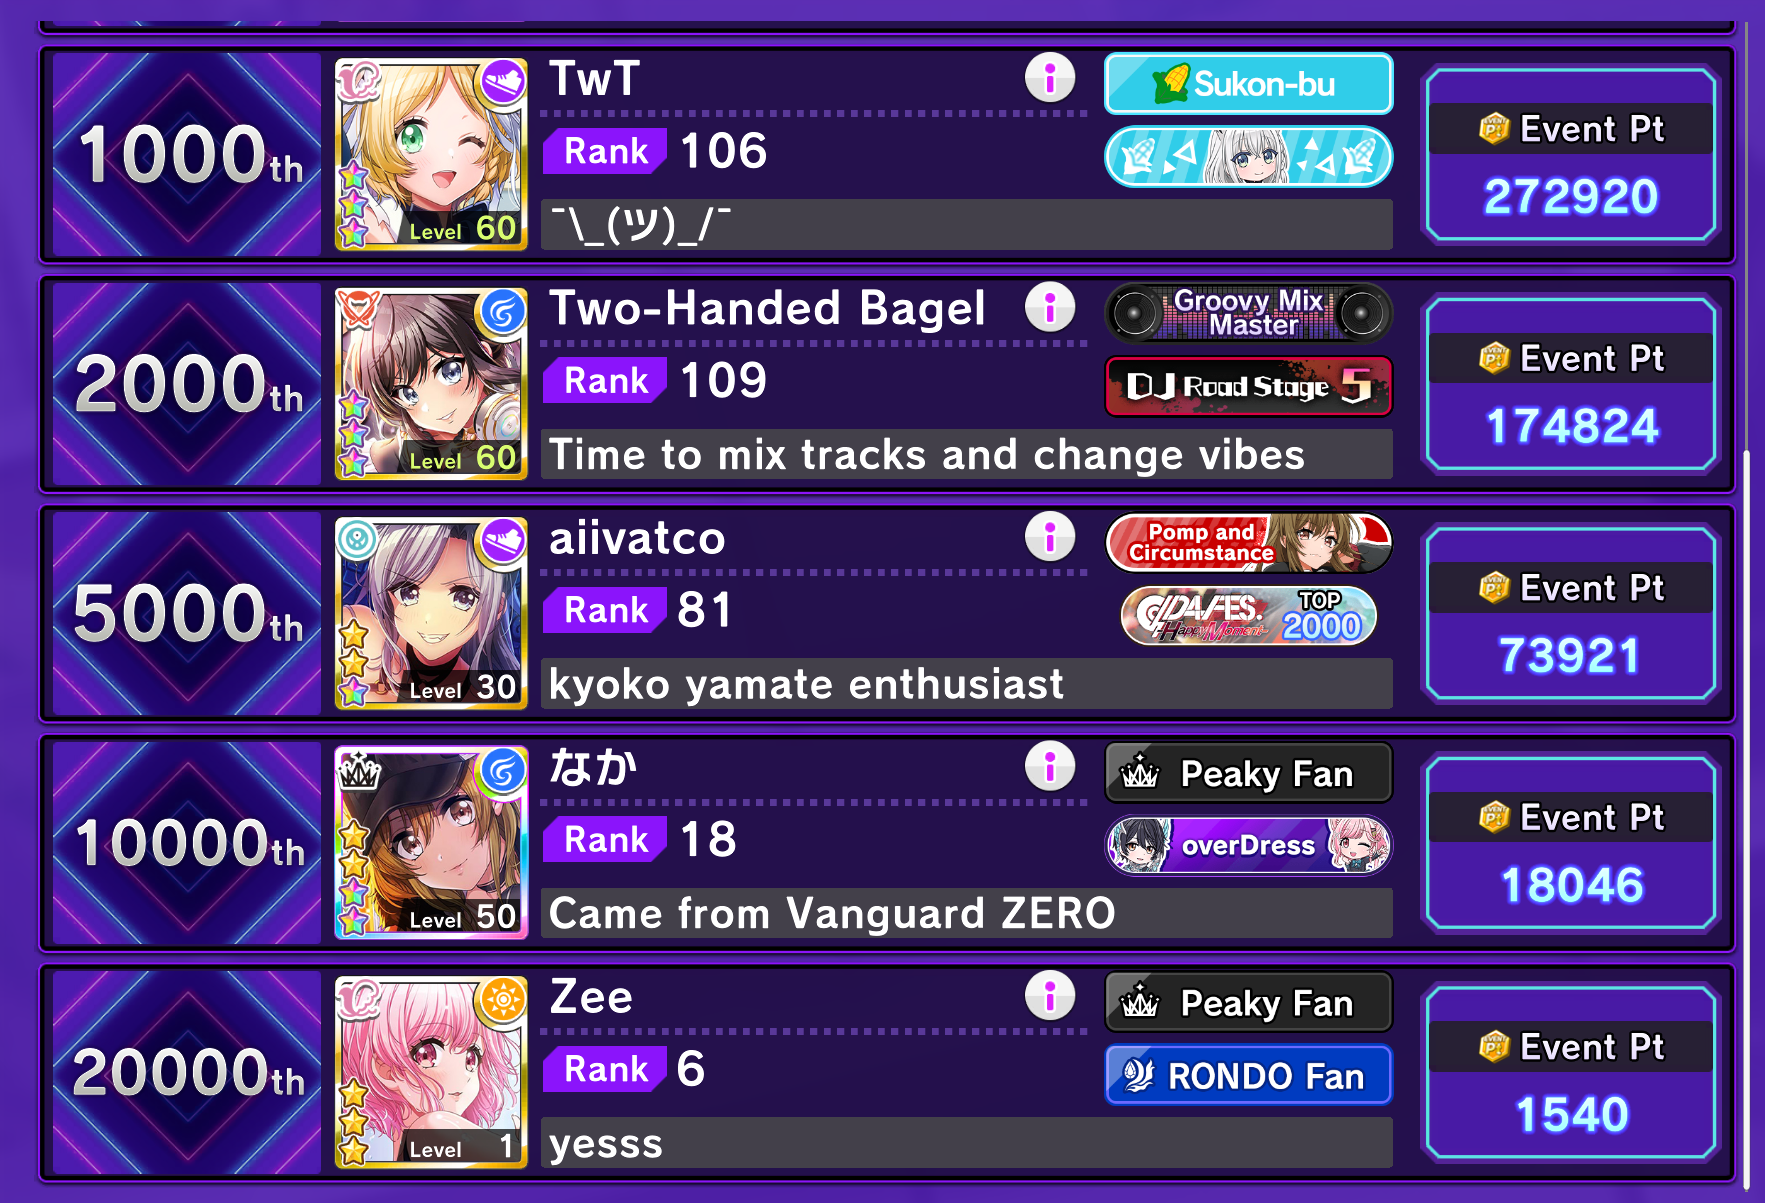 1000th
TwT
Rank 106
¯\_(ツ)_/¯
Level 60
Sukon-bu
Event Pt
272920
2000th
Two-Handed Bagel
Rank 109
Time to mix tracks and change vibes
Level 60
Groovy Mix
Master
DJ Road Stage 5
Event Pt
174824
5000th
aiivatco
Rank 81
kyoko yamate enthusiast
Level 30
Pomp and
Circumstance
D4FES.
Happy Moment
TOP
2000
Event Pt
73921
10000th
なか
Rank 18
Came from Vanguard ZERO
Level 50
Peaky Fan
overDress
Event Pt
18046
20000th
Zee
Rank 6
yesss
Level 1
Peaky Fan
RONDO Fan
Event Pt
1540